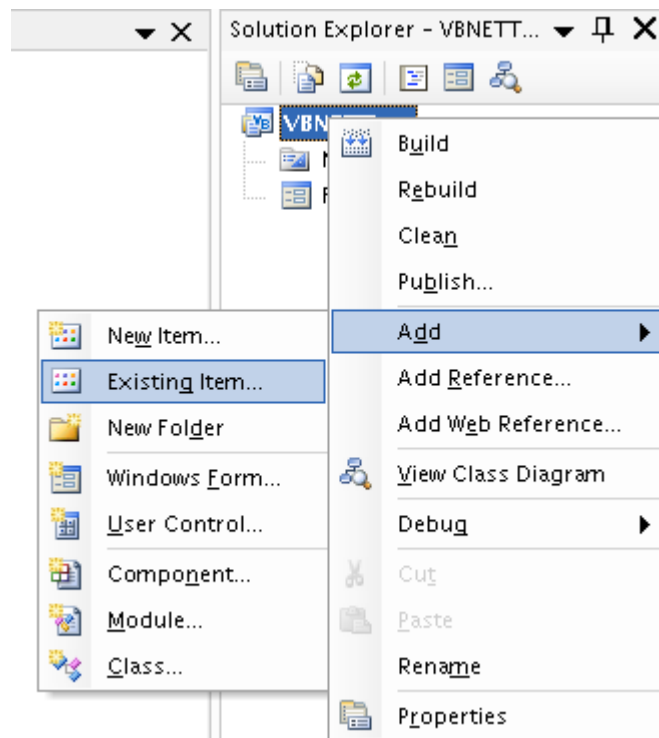 Solution Explorer - VBNETT...
VBNETT
Build
Rebuild
Clean
Publish...
Add
Add Reference...
Add Web Reference...
View Class Diagram
Debug
Cut
Paste
Rename
Properties
New Item...
Existing Item...
New Folder
Windows Form...
User Control...
Component...
Module...
Class...